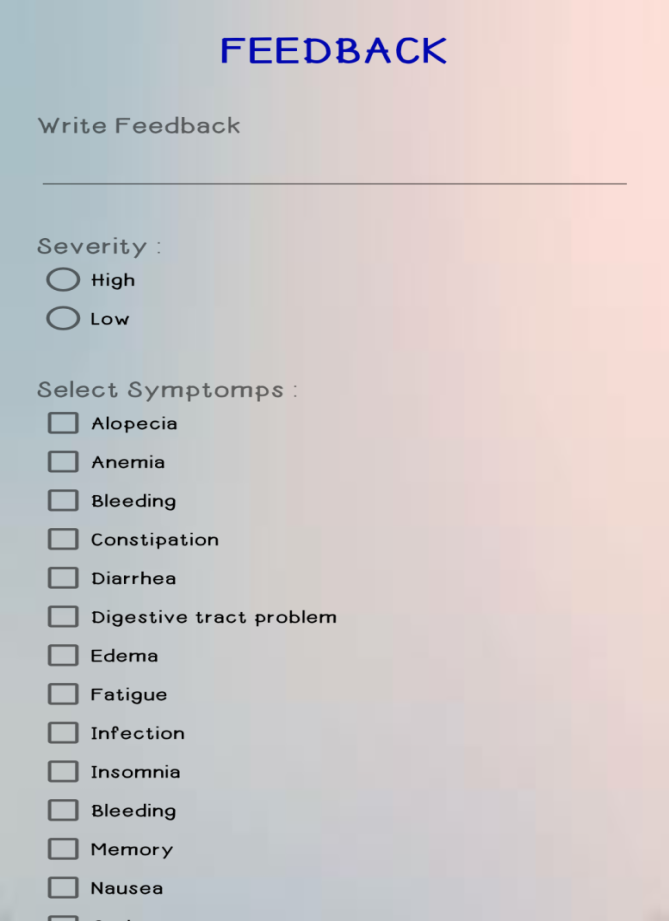 FEEDBACK
Write Feedback
Severity :
High
Low
Select Symptomps :
Alopecia
Anemia
Bleeding
Constipation
Diarrhea
Digestive tract problem
Edema
Fatigue
Infection
Insomnia
Bleeding
Memory
Nausea